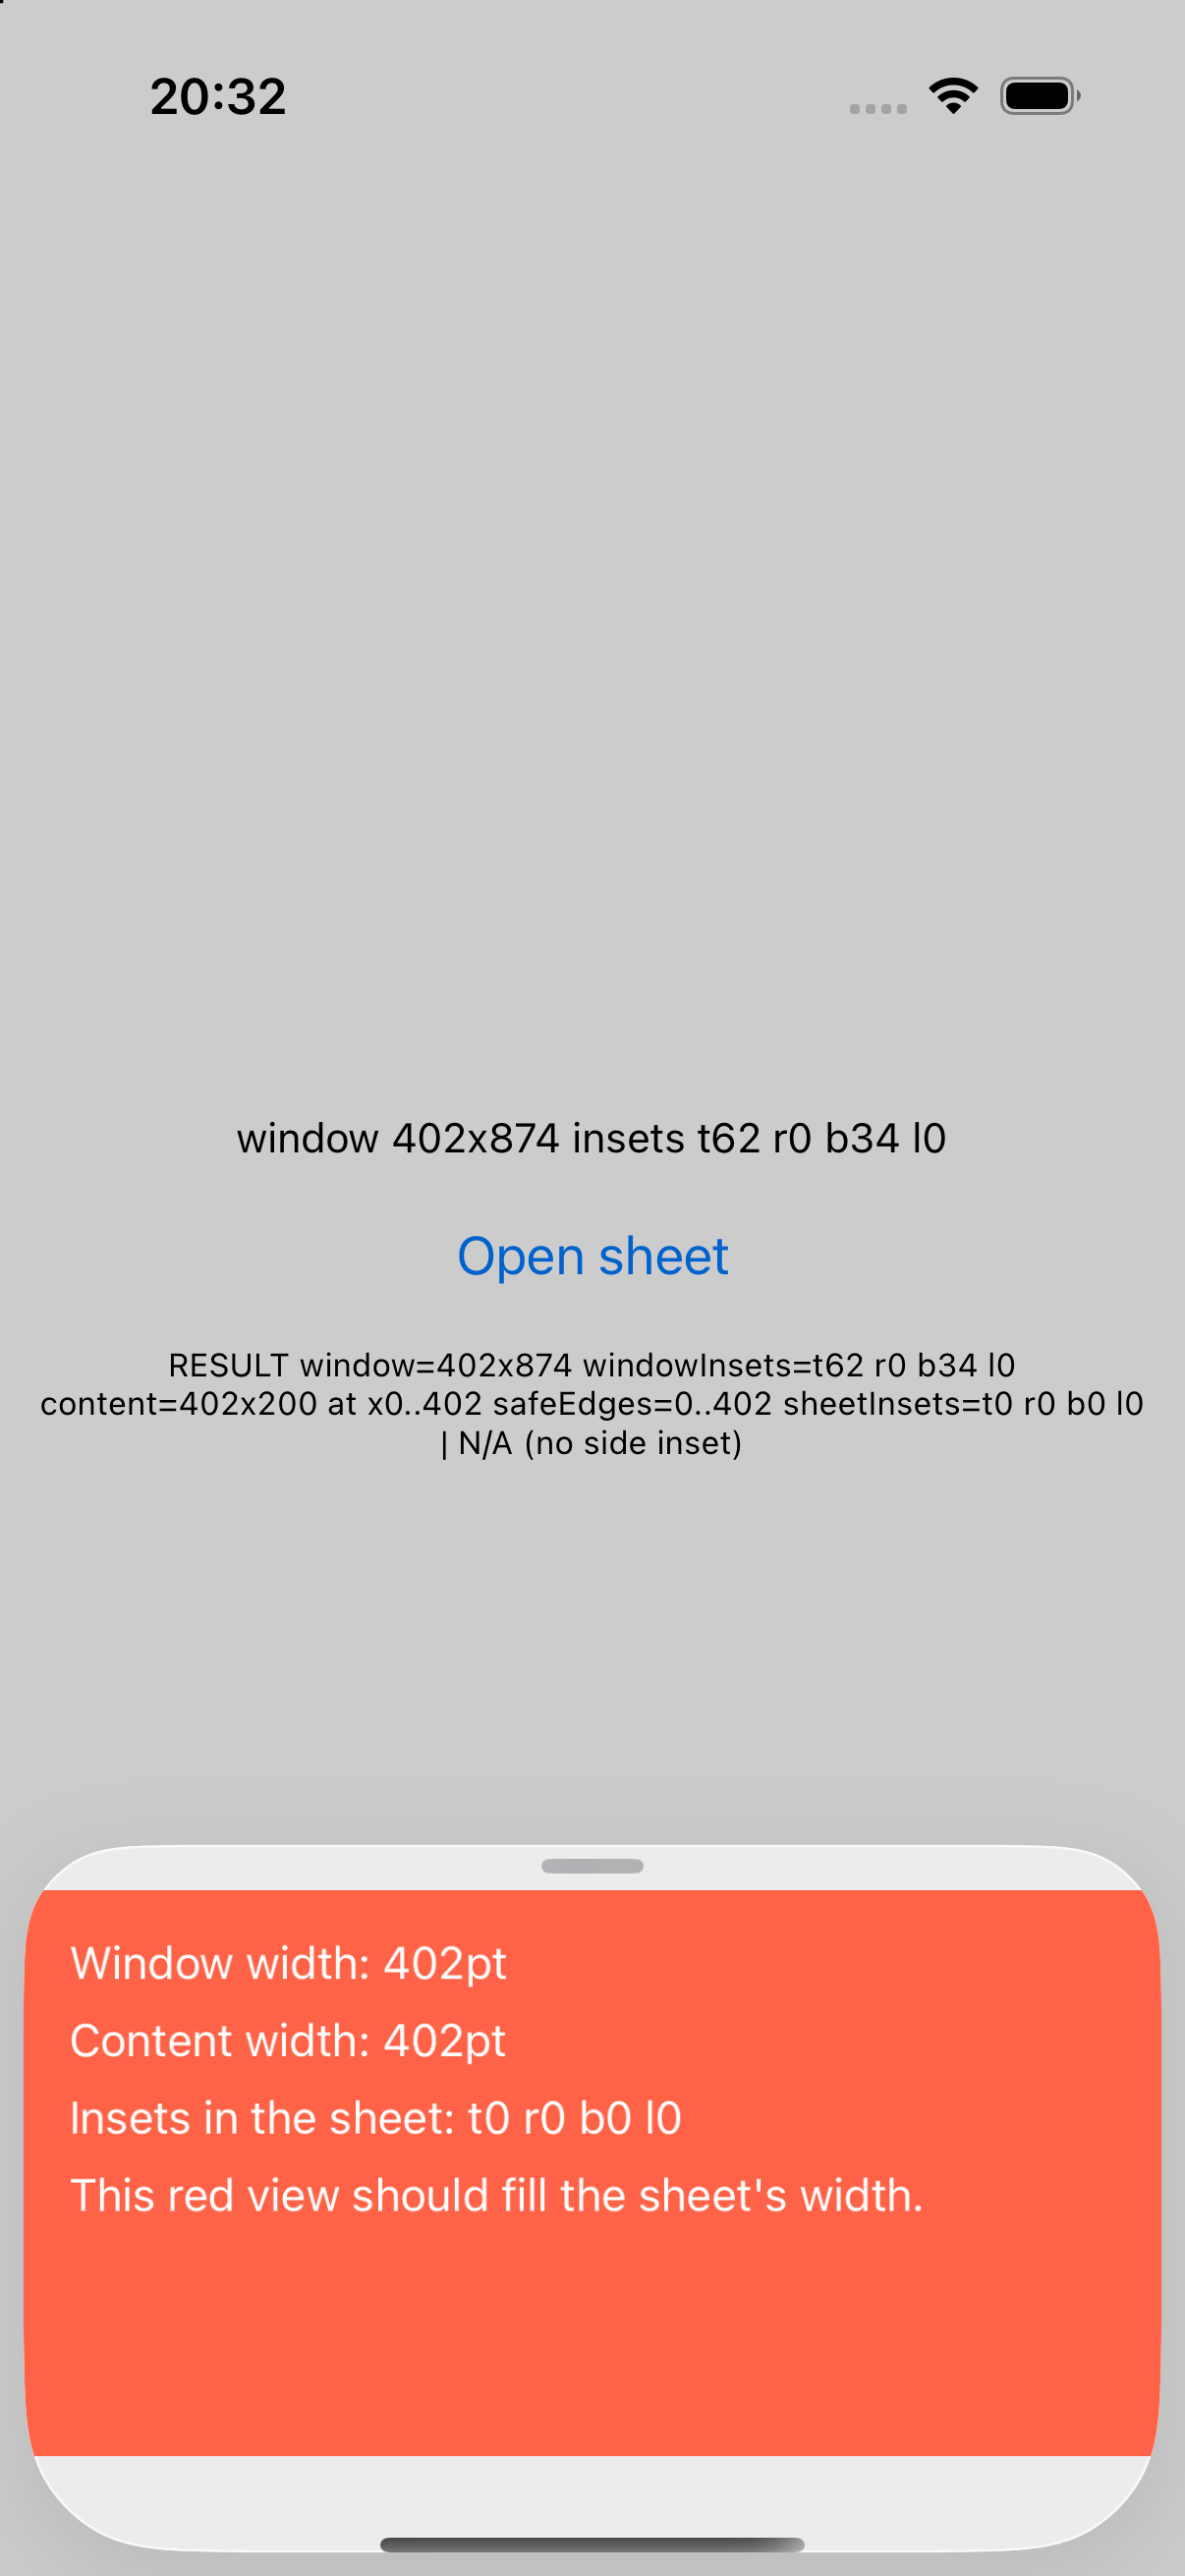 20:32
window 402x874 insets t62 r0 b34 l0
Open sheet
RESULT window=402x874 windowInsets=t62 r0 b34 l0
content=402x200 at x0..402 safeEdges=0..402 sheetInsets=t0 r0 b0 l0
| N/A (no side inset)
Window width: 402pt
Content width: 402pt
Insets in the sheet: t0 r0 b0 l0
This red view should fill the sheet's width.